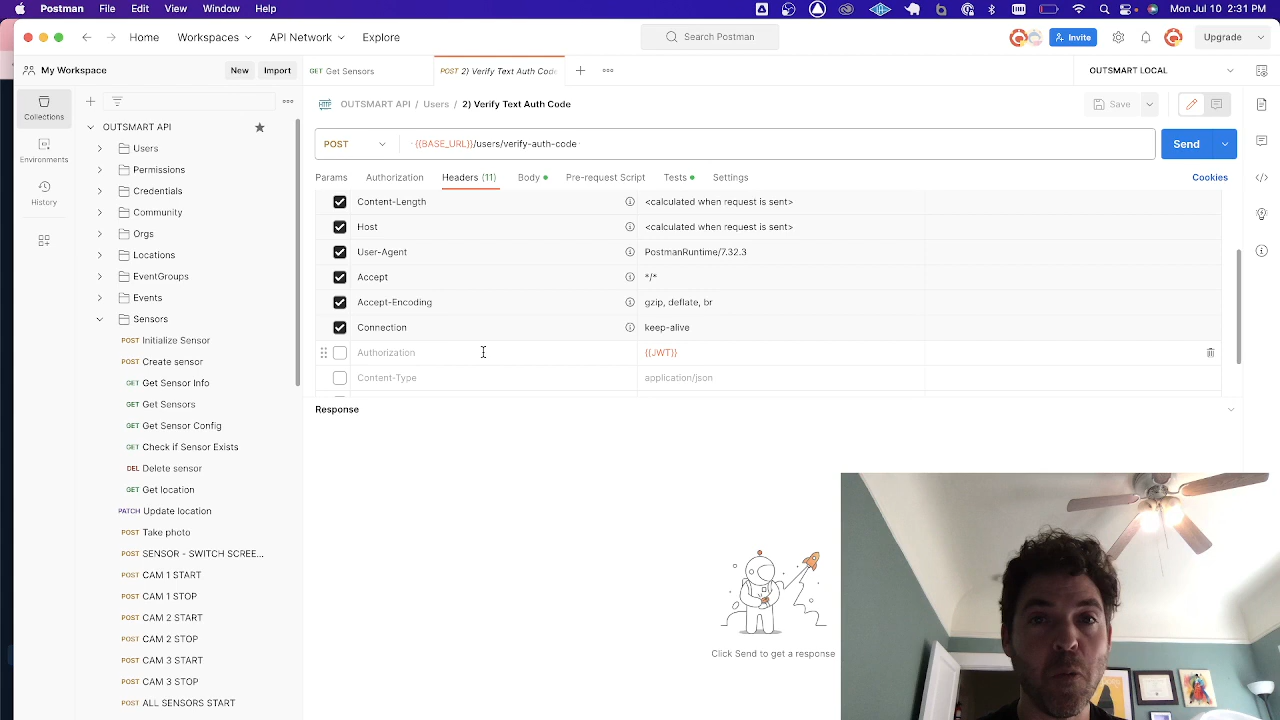 Postman File Edit View Window Help Mon Jul 10 2:31 PM
Home Workspaces API Network Explore Search Postman Invite Upgrade
My Workspace New Import GET Get Sensors POST 2) Verify Text Auth Code OUTSMART LOCAL
Collections
Environments
History
OUTSMART API
Users
Permissions
Credentials
Community
Orgs
Locations
EventGroups
Events
Sensors
POST Initialize Sensor
POST Create sensor
GET Get Sensor Info
GET Get Sensors
GET Get Sensor Config
GET Check if Sensor Exists
DEL Delete sensor
GET Get location
PATCH Update location
POST Take photo
POST SENSOR - SWITCH SCREE...
POST CAM 1 START
POST CAM 1 STOP
POST CAM 2 START
POST CAM 2 STOP
POST CAM 3 START
POST CAM 3 STOP
POST ALL SENSORS START
HTTP OUTSMART API / Users / 2) Verify Text Auth Code Save
POST {{BASE_URL}}/users/verify-auth-code Send
Params Authorization Headers (11) Body Pre-request Script Tests Settings Cookies
Content-Length <calculated when request is sent>
Host <calculated when request is sent>
User-Agent PostmanRuntime/7.32.3
Accept */*
Accept-Encoding gzip, deflate, br
Connection keep-alive
Authorization {{JWT}}
Content-Type application/json
Response
Click Send to get a response